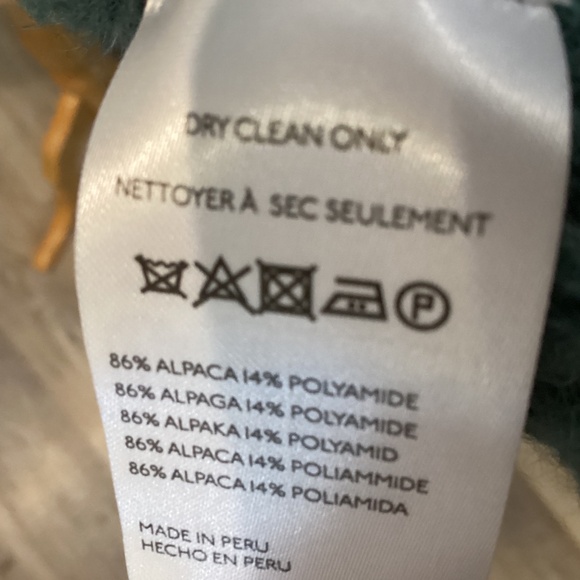 DRY CLEAN ONLY
NETTOYER À SEC SEULEMENT
P
86% ALPACA 14% POLYAMIDE
86% ALPAGA 14% POLYAMIDE
86% ALPAKA 14% POLYAMID
86% ALPACA 14% POLIAMMIDE
86% ALPACA 14% POLIAMIDA
MADE IN PERU
HECHO EN PERU